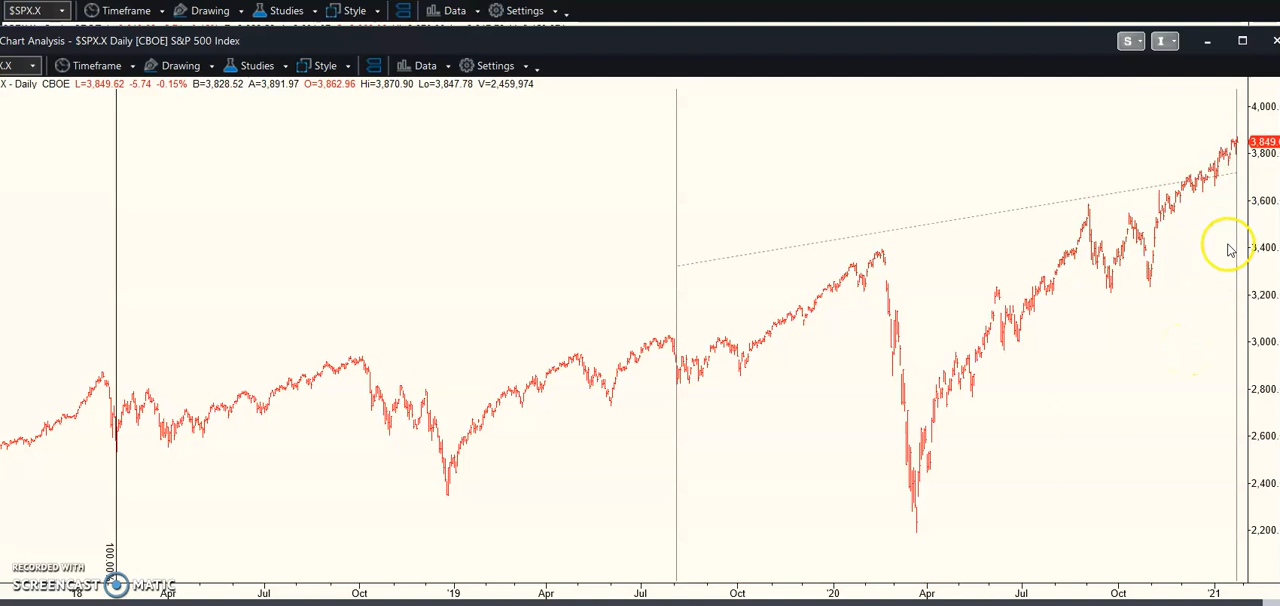 $SPX.X Timeframe Drawing Studies Style Data Settings
Chart Analysis - $SPX.X Daily [CBOE] S&P 500 Index S I
X.X Timeframe Drawing Studies Style Data Settings
X - Daily CBOE L=3,849.62 -5.74 -0.15% B=3,828.52 A=3,891.97 O=3,862.96 Hi=3,870.90 Lo=3,847.78 V=2,459,974
4,000.
3,849.6
3,800.
3,600.
3,400.
3,200.
3,000.
2,800.
2,600.
2,400.
2,200.
100.00
RECORDED WITH
SCREENCAST MATIC
'18 Apr Jul Oct '19 Apr Jul Oct '20 Apr Jul Oct '21